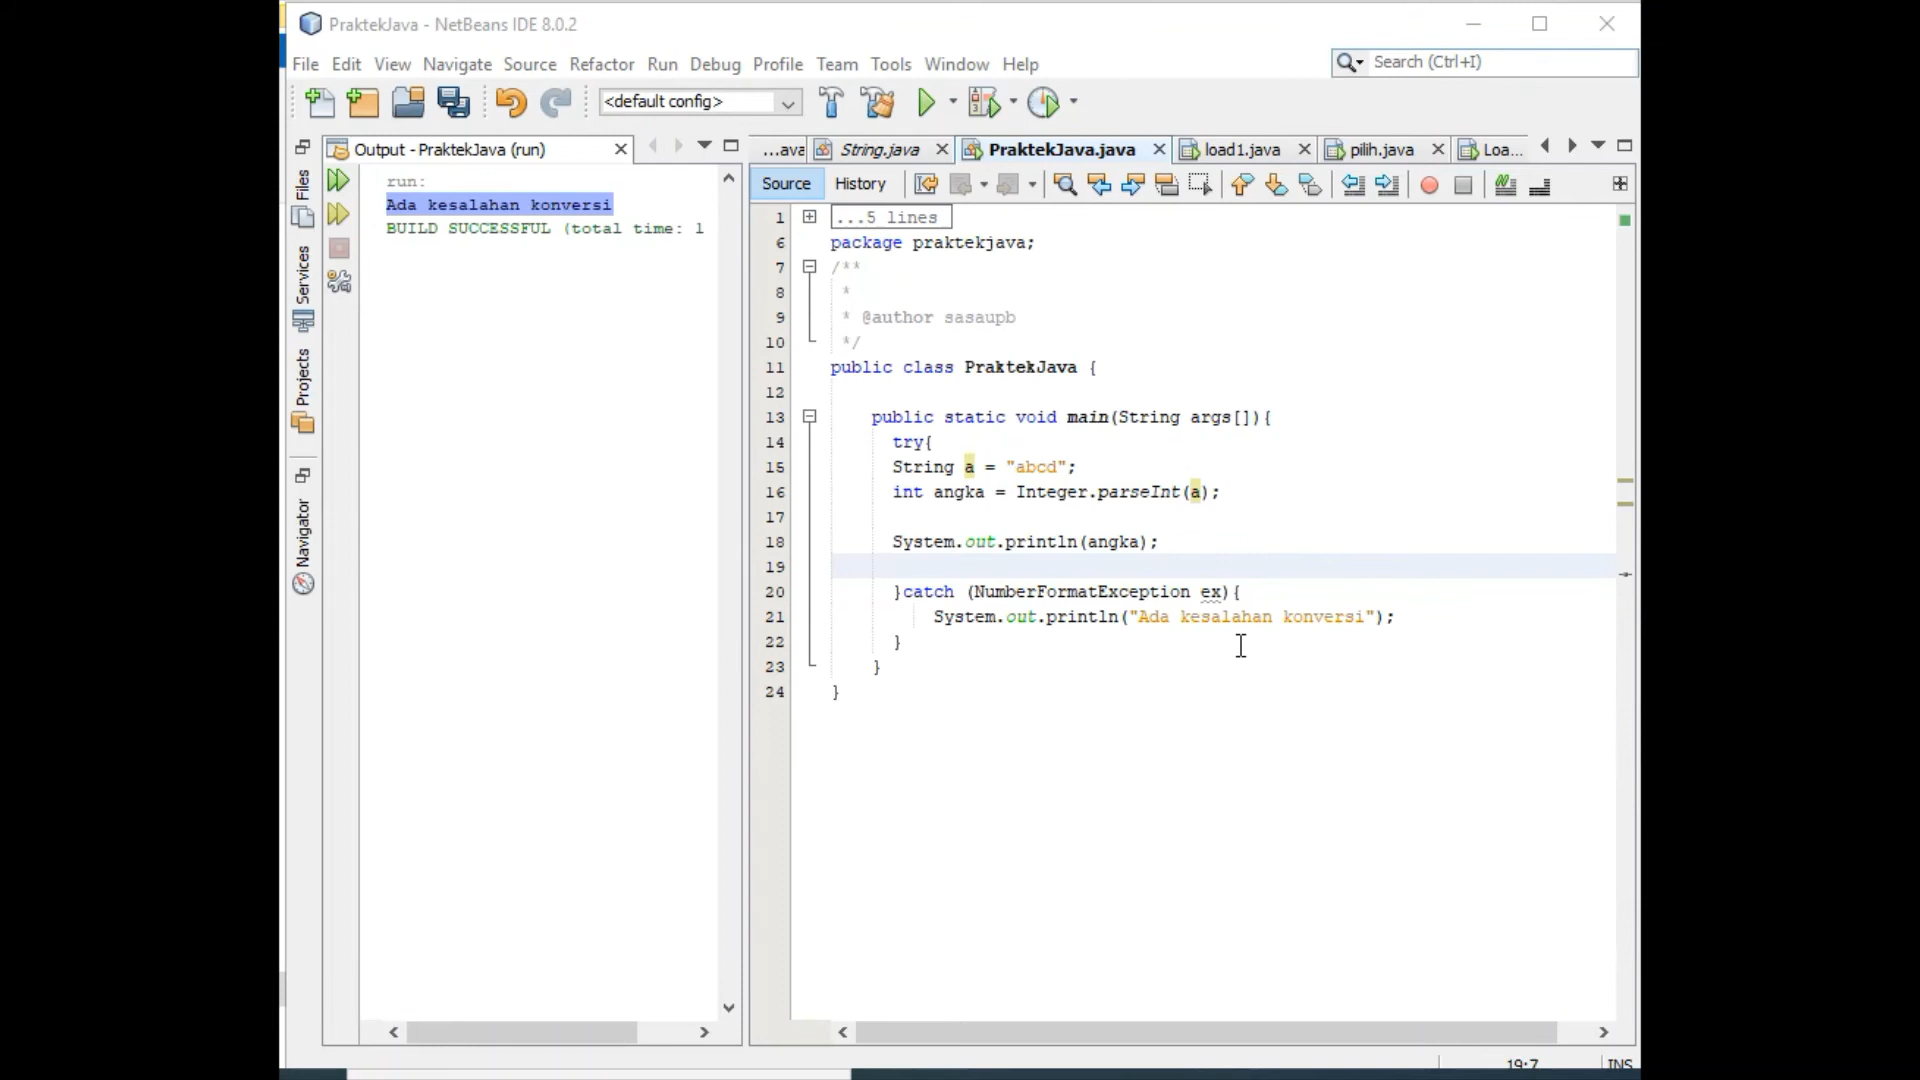 PraktekJava - NetBeans IDE 8.0.2
File Edit View Navigate Source Refactor Run Debug Profile Team Tools Window Help
Search (Ctrl+I)
<default config>
Output - PraktekJava (run)
...ava String.java PraktekJava.java load1.java pilih.java Loa...
Files
Services
Projects
Navigator
run:
Ada kesalahan konversi
BUILD SUCCESSFUL (total time: 1
Source History
1 ...5 lines
6 package praktekjava;
7 /**
8 *
9 * @author sasaupb
10 */
11 public class PraktekJava {
12
13 public static void main(String args[]){
14 try{
15 String a = "abcd";
16 int angka = Integer.parseInt(a);
17
18 System.out.println(angka);
19
20 }catch (NumberFormatException ex){
21 System.out.println("Ada kesalahan konversi");
22 }
23 }
24 }
19:7 INS